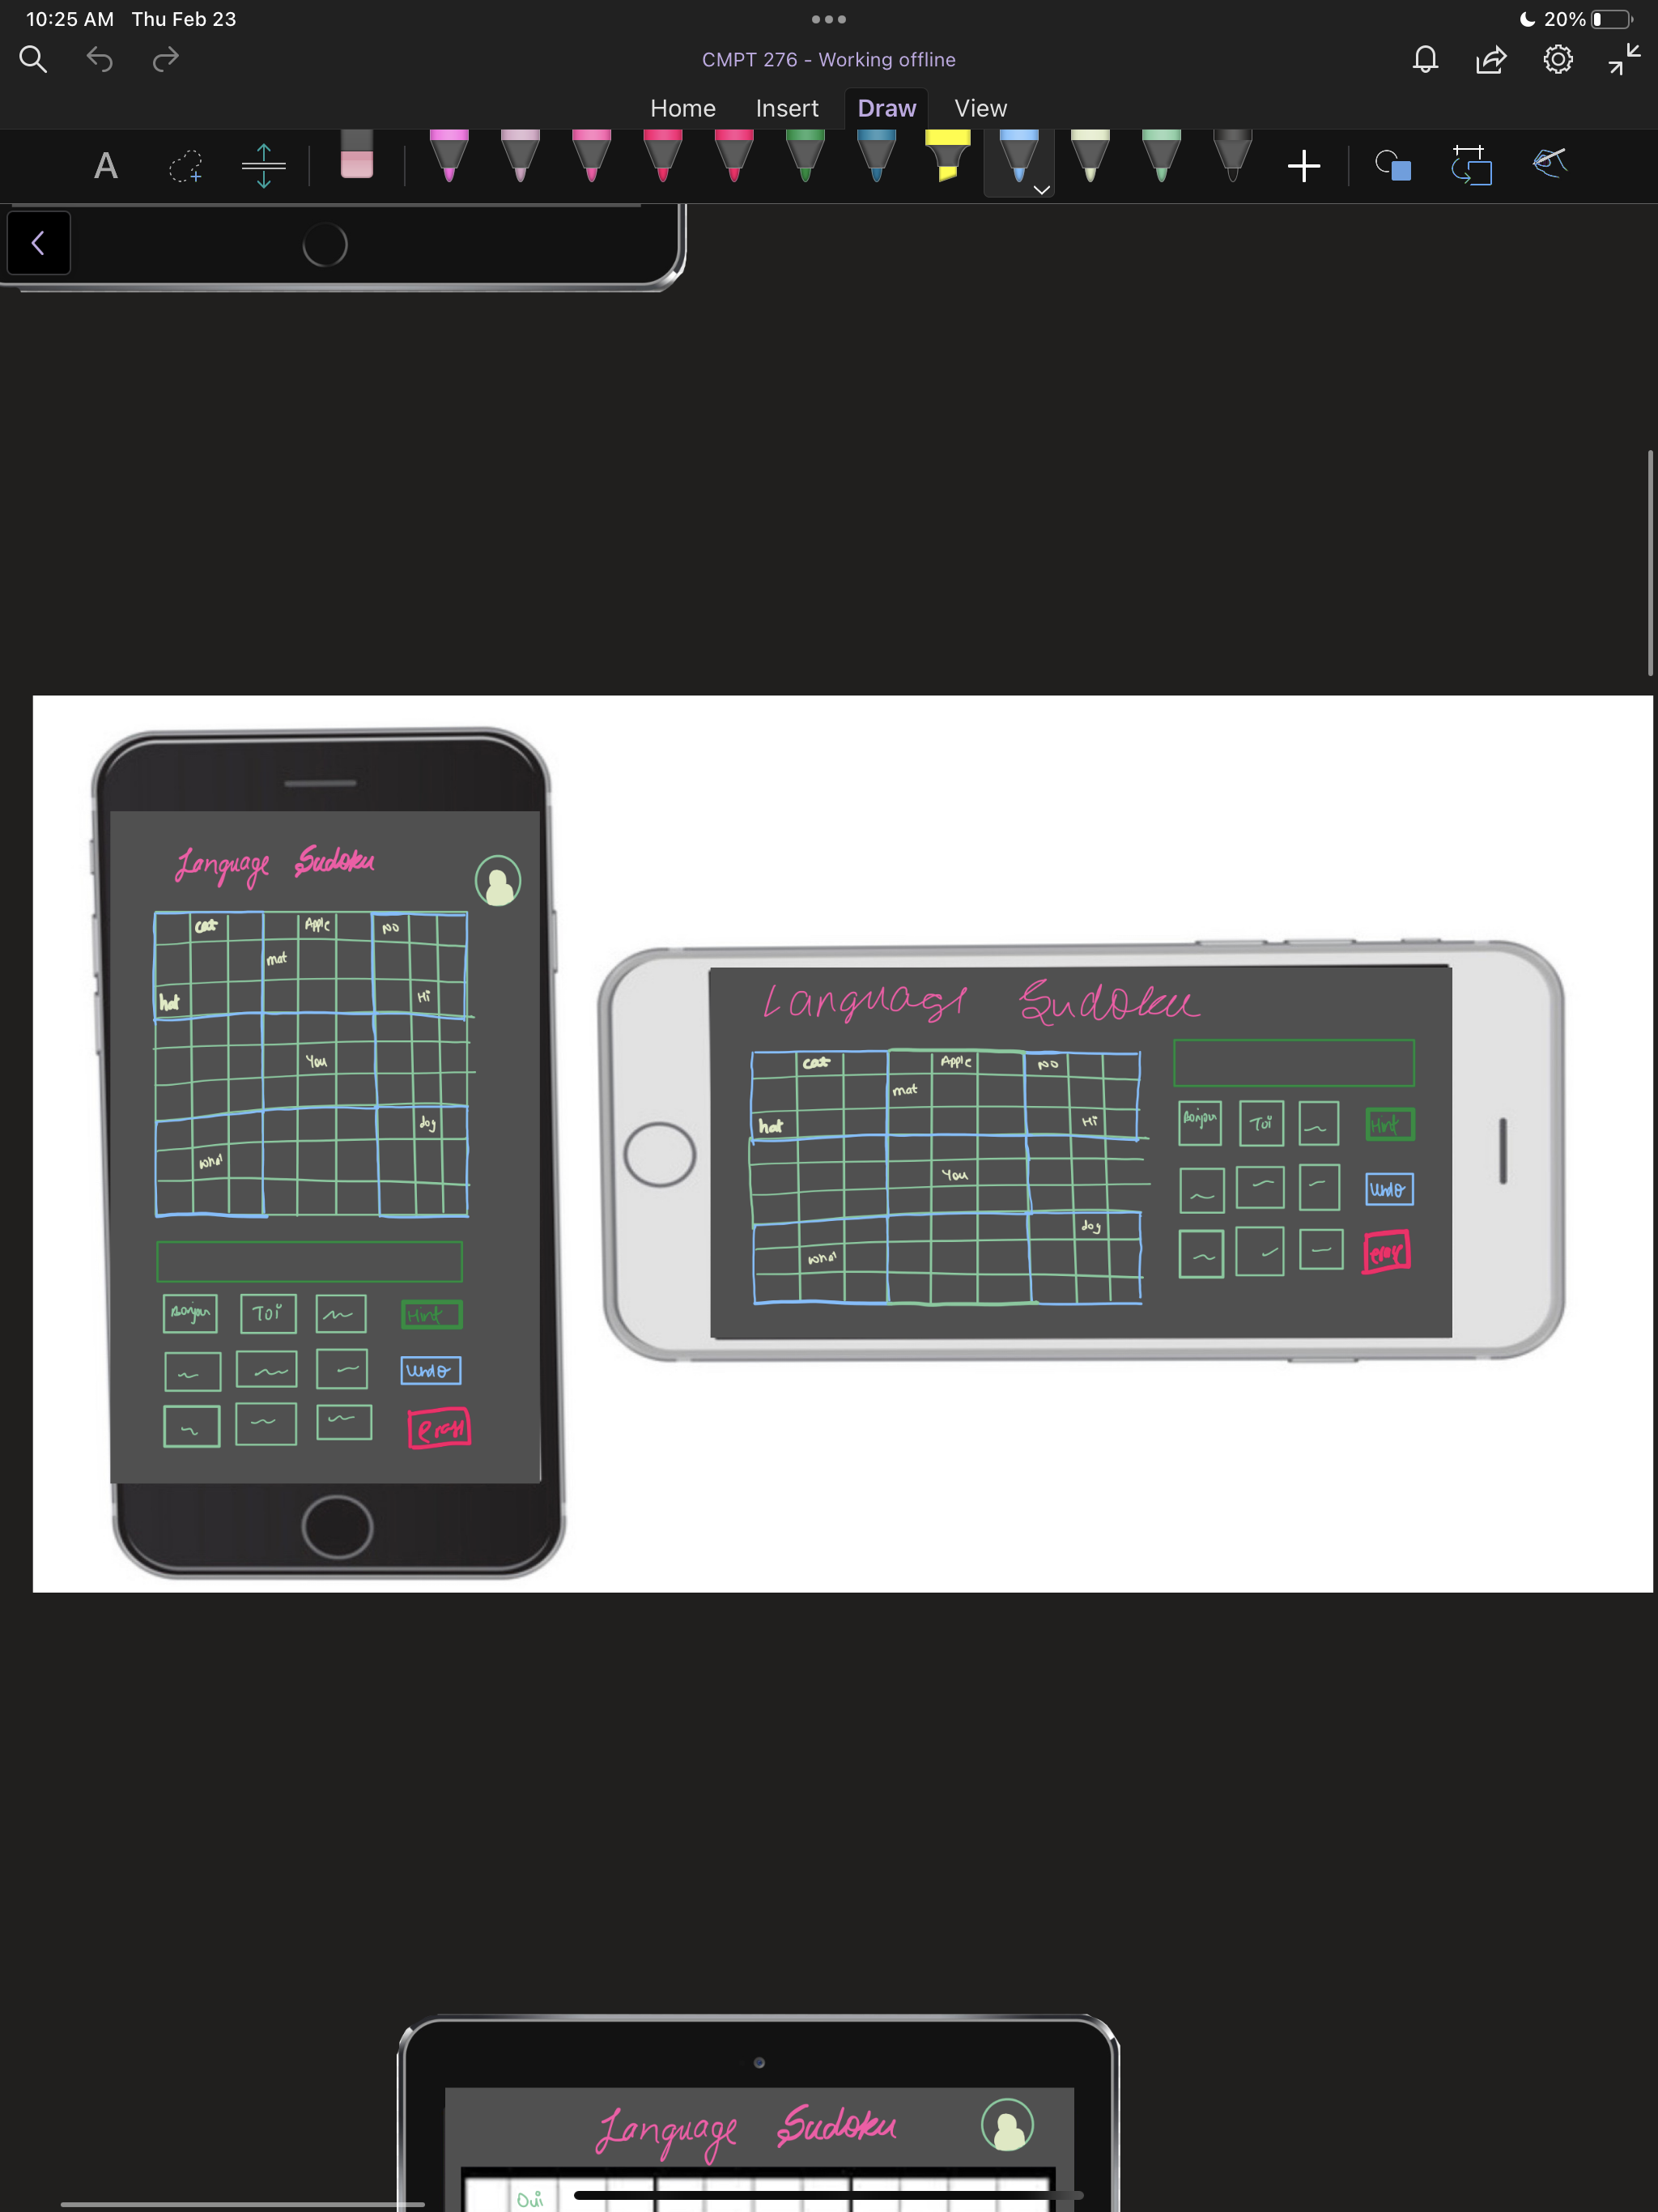 10:25 AM Thu Feb 23
20%
CMPT 276 - Working offline
Home Insert Draw View
A
Language Sudoku
cat Apple NO
mat
hat Hi
You
dog
what
Bonjour Toi Hint
undo
erase
Language Sudoku
cat Apple NO
mat
hat Hi
You
dog
what
Bonjour Toi Hint
undo
Language Sudoku
Oui